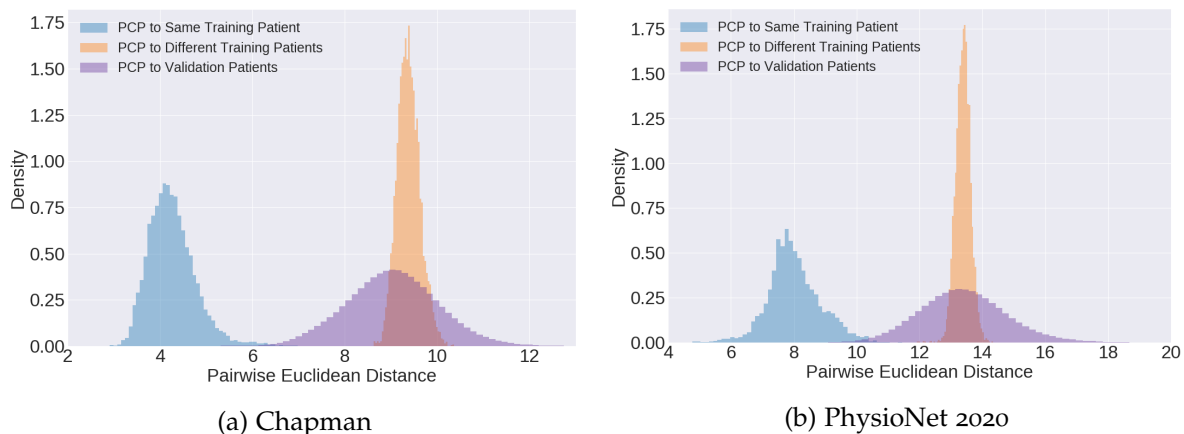 PCP to Same Training Patient
PCP to Different Training Patients
PCP to Validation Patients
1.75
1.50
1.25
1.00
0.75
0.50
0.25
0.00
Density
2 4 6 8 10 12
Pairwise Euclidean Distance
(a) Chapman
PCP to Same Training Patient
PCP to Different Training Patients
PCP to Validation Patients
1.75
1.50
1.25
1.00
0.75
0.50
0.25
0.00
Density
4 6 8 10 12 14 16 18 20
Pairwise Euclidean Distance
(b) PhysioNet 2020